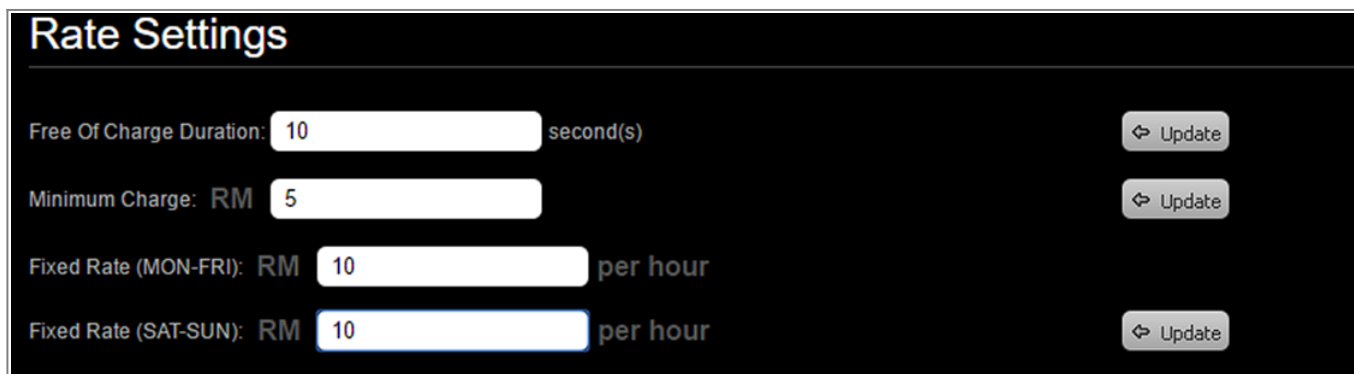 Rate Settings
Free Of Charge Duration: 10 second(s) Update
Minimum Charge: RM 5 Update
Fixed Rate (MON-FRI): RM 10 per hour
Fixed Rate (SAT-SUN): RM 10 per hour Update